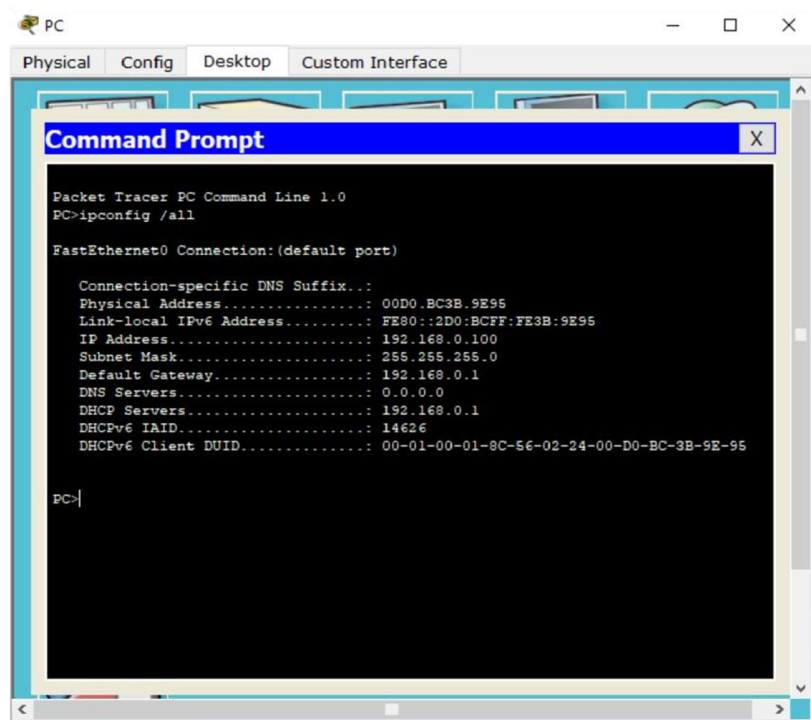 PC
Physical Config Desktop Custom Interface
Command Prompt
X
Packet Tracer PC Command Line 1.0
PC>ipconfig /all
FastEthernet0 Connection:(default port)
Connection-specific DNS Suffix..:
Physical Address................: 00D0.BC3B.9E95
Link-local IPv6 Address.........: FE80::2D0:BCFF:FE3B:9E95
IP Address......................: 192.168.0.100
Subnet Mask.....................: 255.255.255.0
Default Gateway.................: 192.168.0.1
DNS Servers.....................: 0.0.0.0
DHCP Servers....................: 192.168.0.1
DHCPv6 IAID.....................: 14626
DHCPv6 Client DUID..............: 00-01-00-01-8C-56-02-24-00-D0-BC-3B-9E-95
PC>